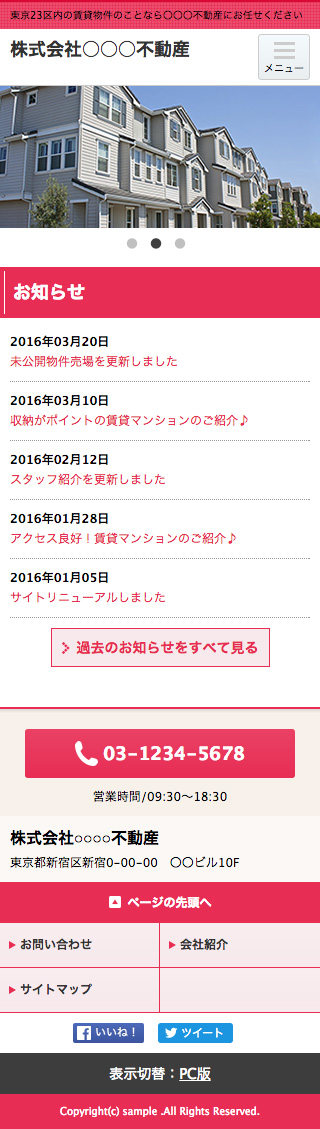 東京23区内の賃貸物件のことなら〇〇〇不動産にお任せください
株式会社〇〇〇不動産
メニュー
お知らせ
2016年03月20日
未公開物件売場を更新しました
2016年03月10日
収納がポイントの賃貸マンションのご紹介♪
2016年02月12日
スタッフ紹介を更新しました
2016年01月28日
アクセス良好！賃貸マンションのご紹介♪
2016年01月05日
サイトリニューアルしました
過去のお知らせをすべて見る
03-1234-5678
営業時間/09:30〜18:30
株式会社○○○○不動産
東京都新宿区新宿0-00-00　〇〇ビル10F
ページの先頭へ
お問い合わせ
会社紹介
サイトマップ
いいね！
ツイート
表示切替：PC版
Copyright(c) sample .All Rights Reserved.